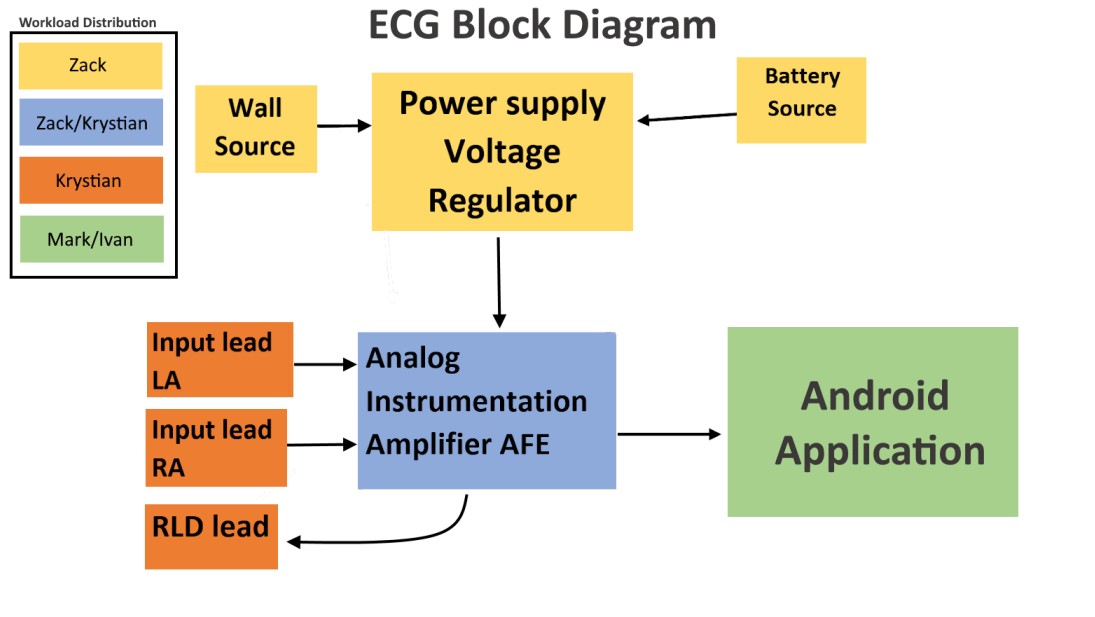 Workload Distribution
ECG Block Diagram
Zack
Zack/Krystian
Krystian
Mark/Ivan
Wall
Source
Power supply
Voltage
Regulator
Battery
Source
Input lead
LA
Input lead
RA
RLD lead
Analog
Instrumentation
Amplifier AFE
Android
Application